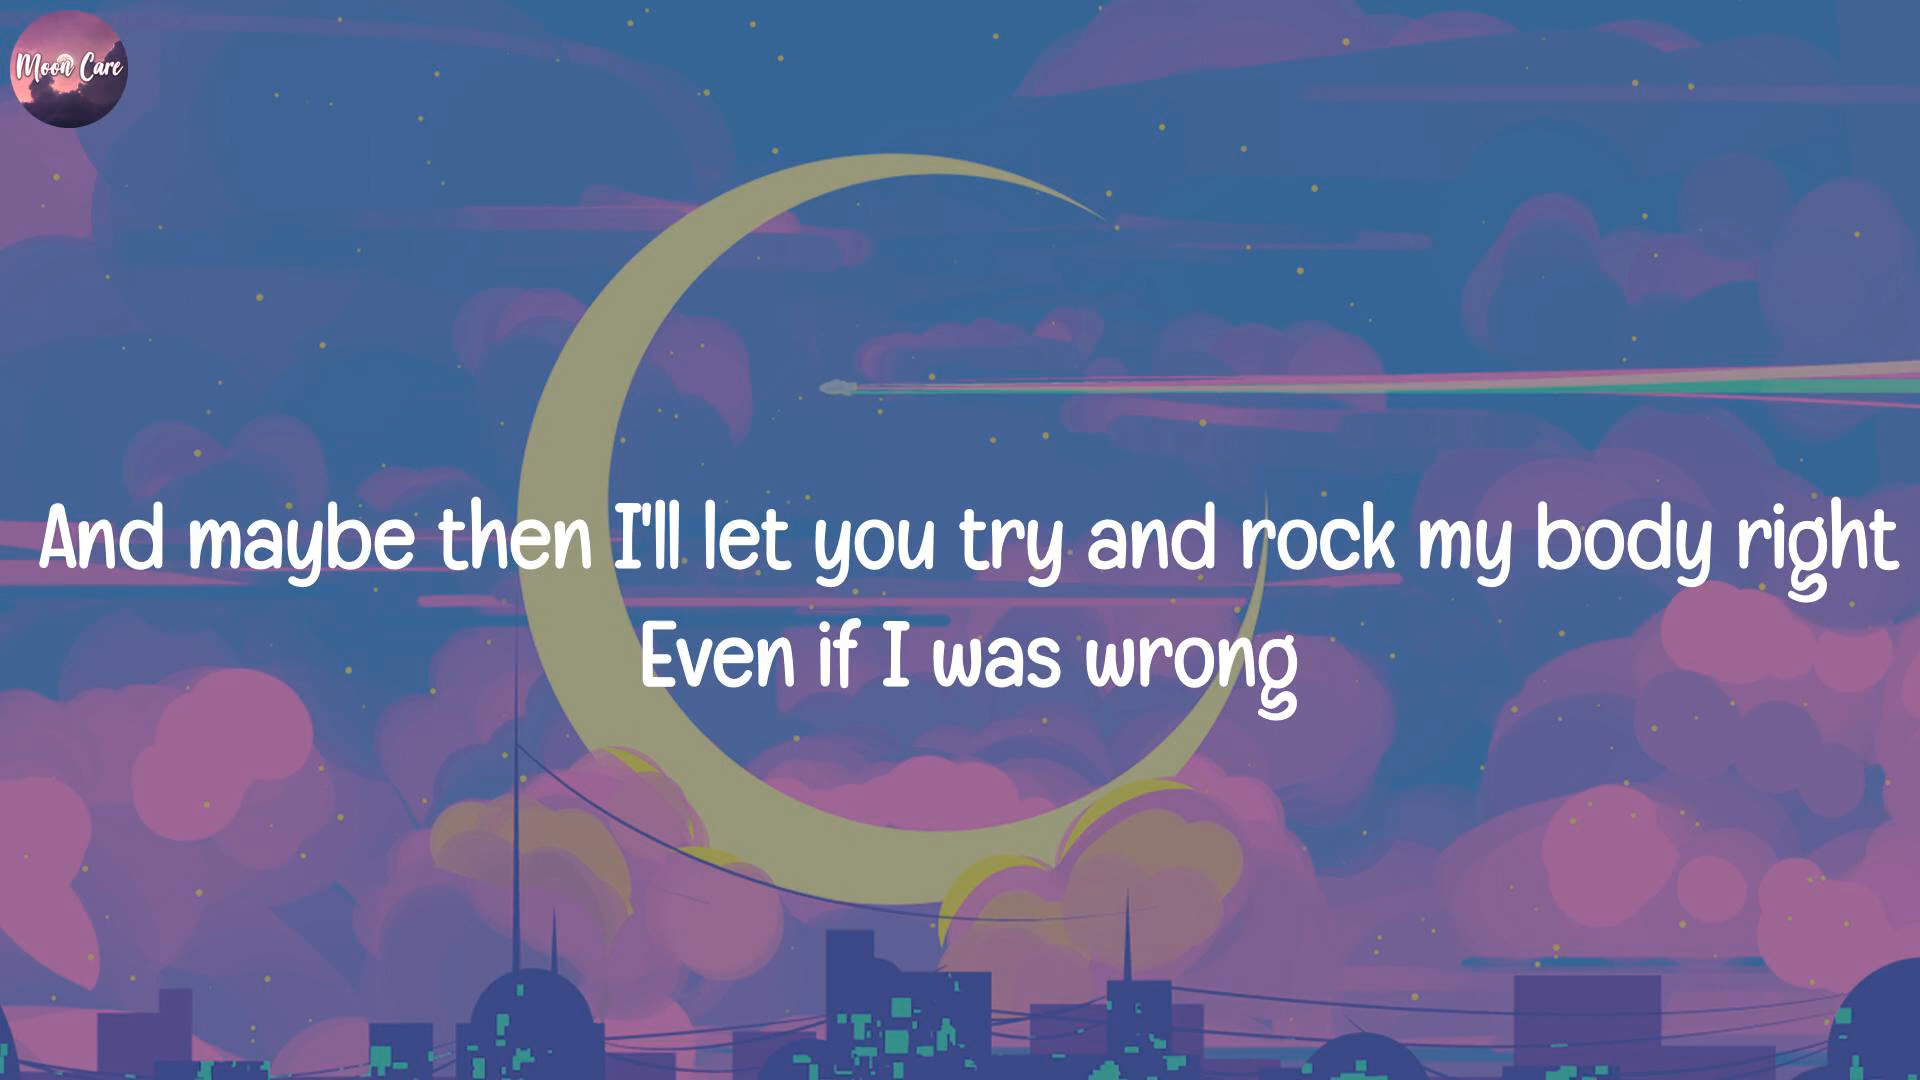 Moon Care
And maybe then I'll let you try and rock my body right
Even if I was wrong